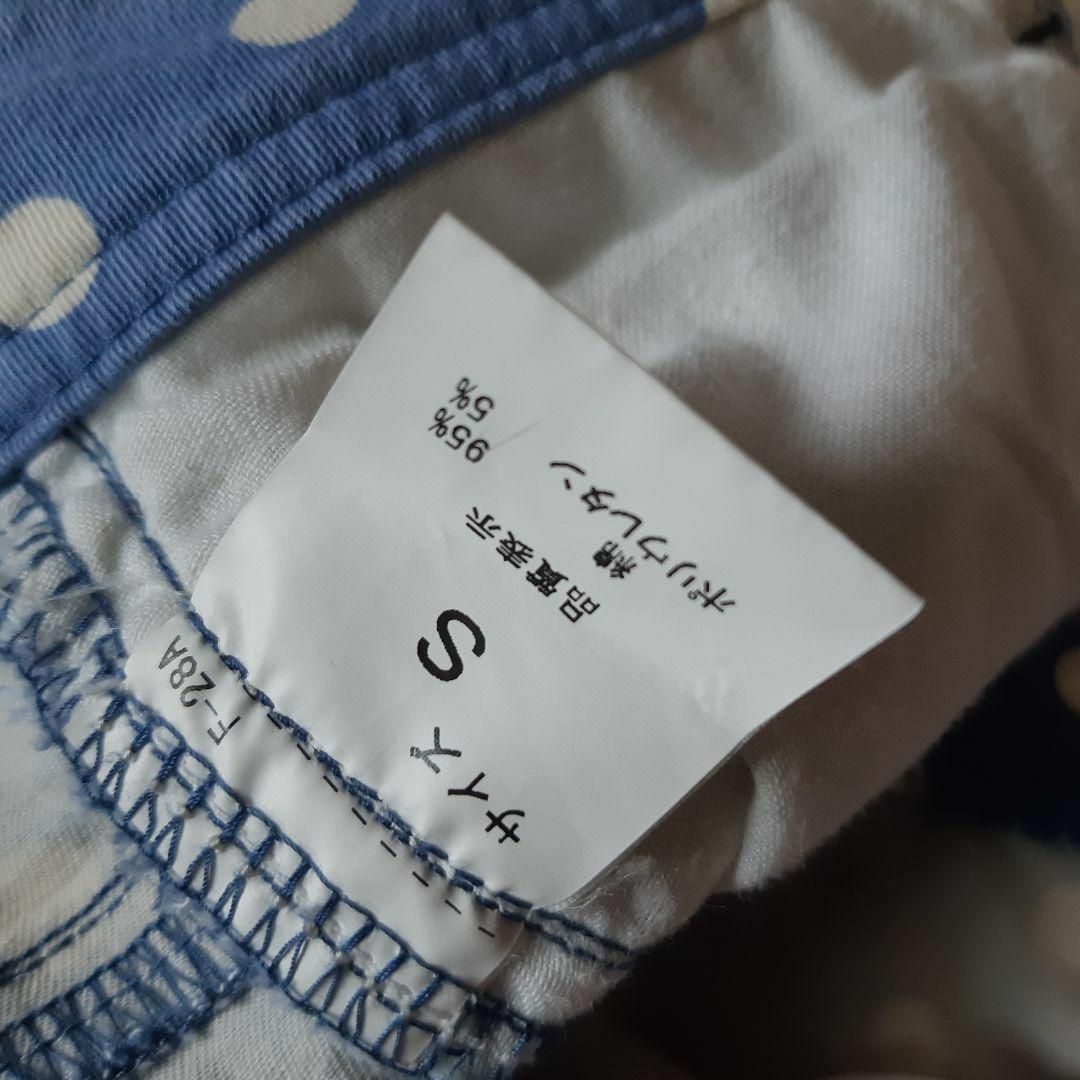 サイズ S
品質表示
綿 95%
ポリウレタン 5%
F-28A